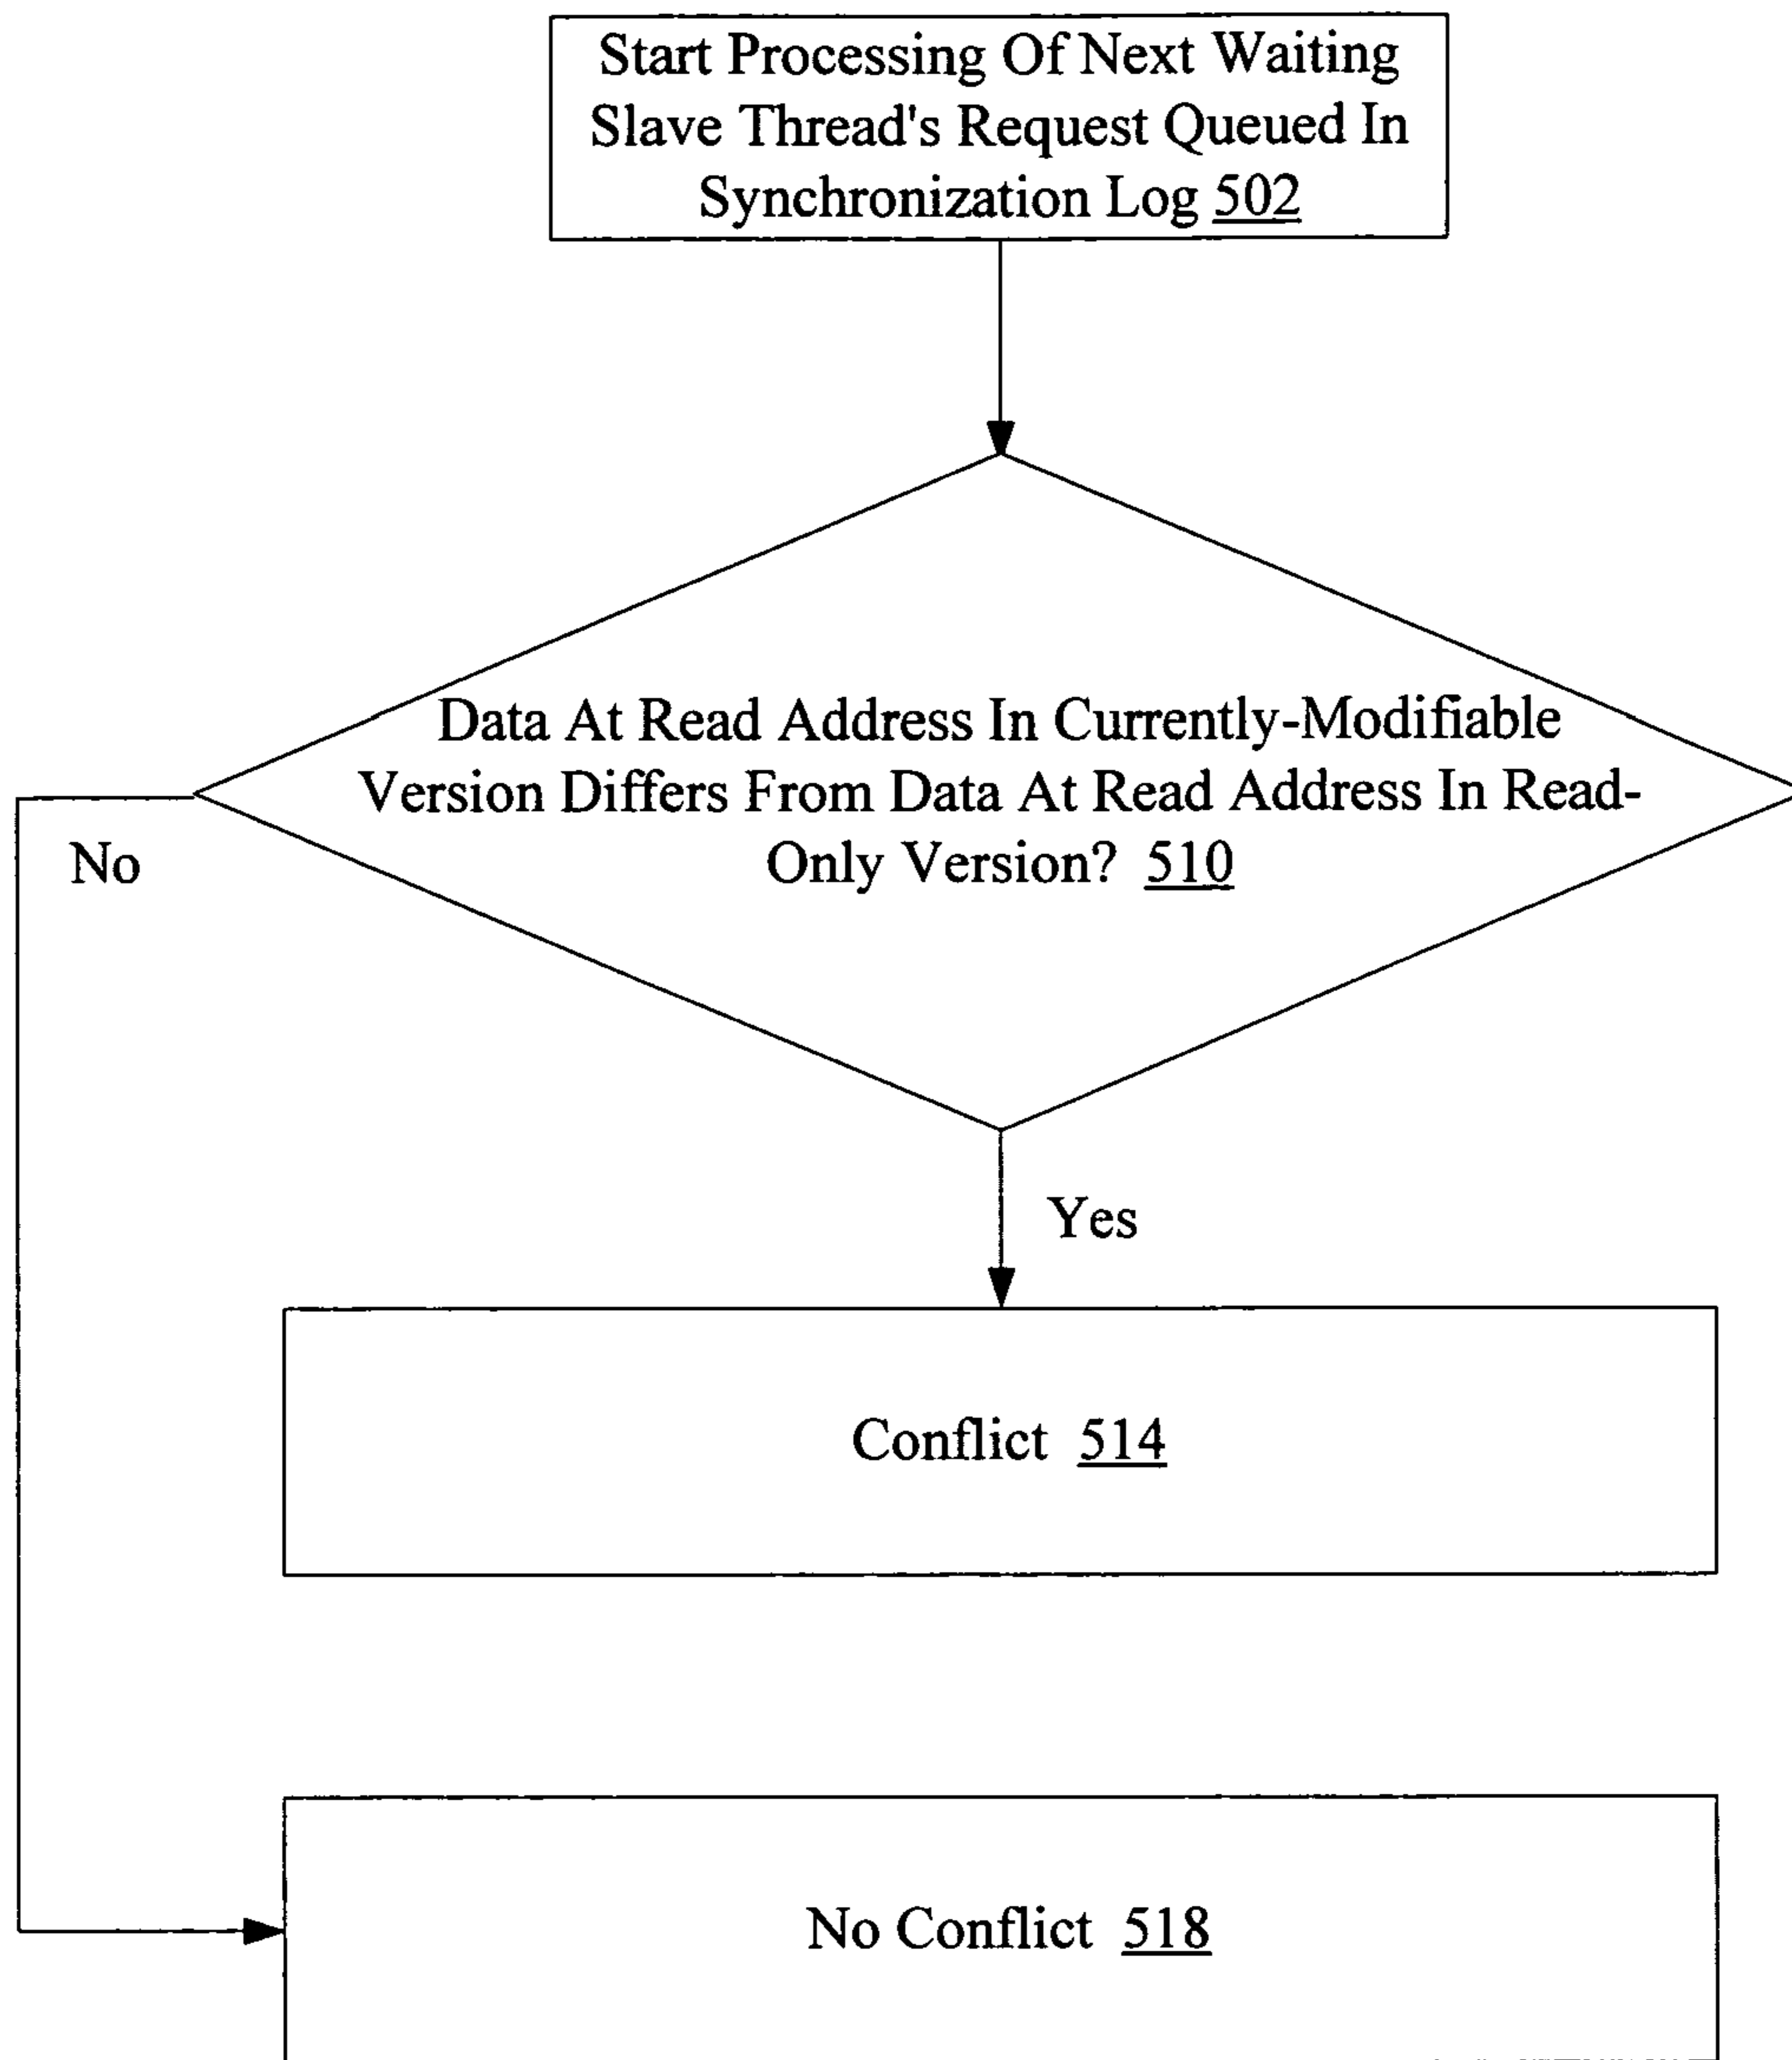 Start Processing Of Next Waiting
Slave Thread's Request Queued In
Synchronization Log 502
Data At Read Address In Currently-Modifiable
Version Differs From Data At Read Address In Read-
Only Version? 510
No
Yes
Conflict 514
No Conflict 518